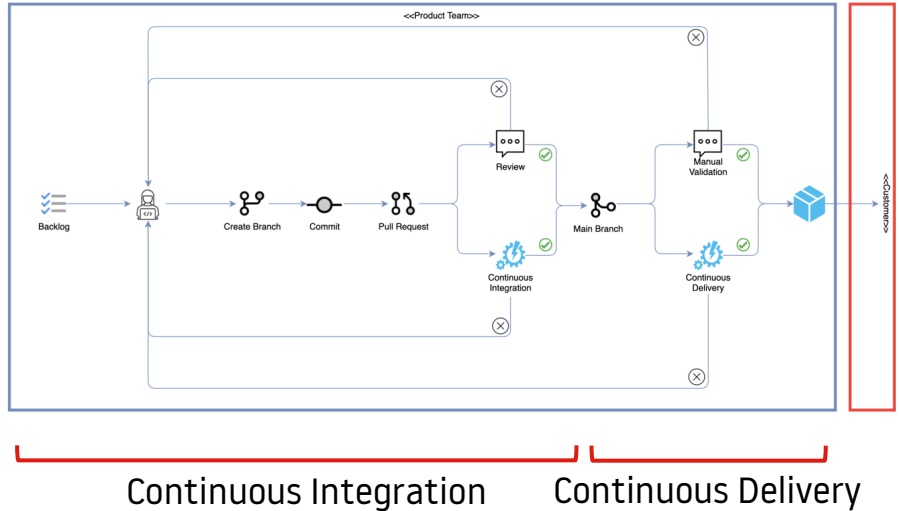 <<Product Team>>
Review
Manual
Validation
Backlog
Create Branch
Commit
Pull Request
Main Branch
Continuous
Integration
Continuous
Delivery
<<Customer>>
Continuous Integration
Continuous Delivery